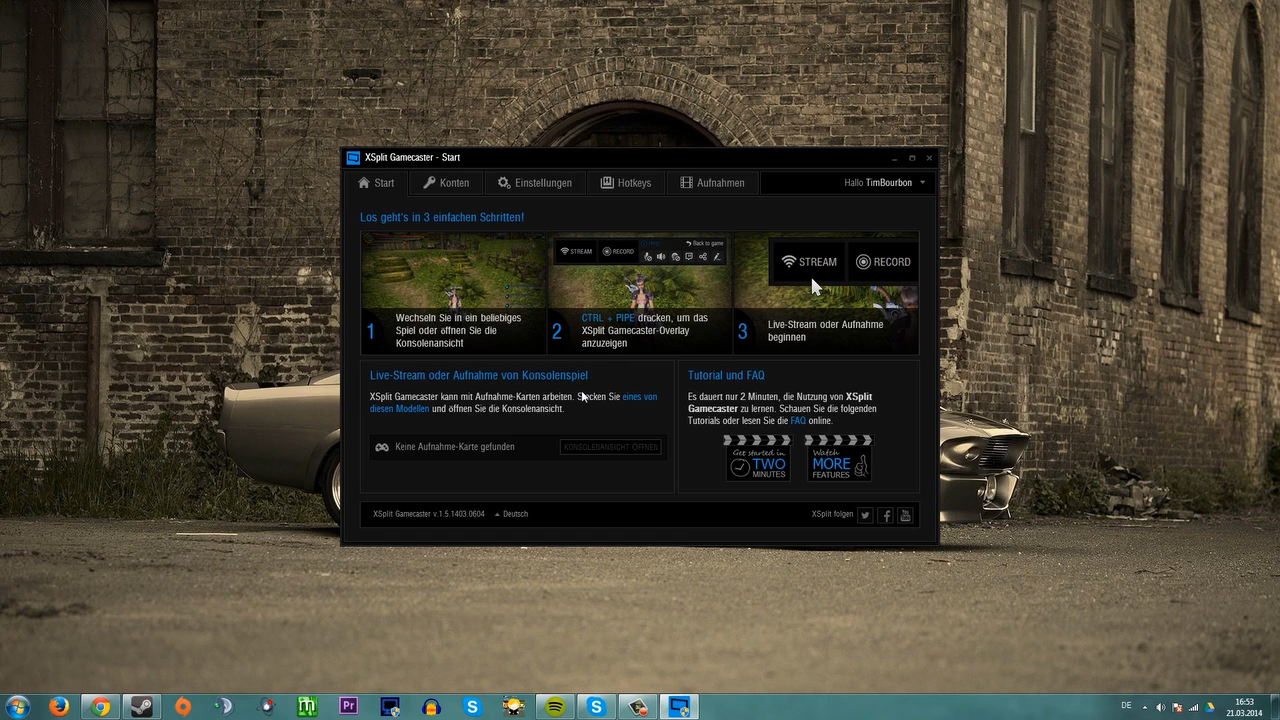 XSplit Gamecaster - Start
Start
Konten
Einstellungen
Hotkeys
Aufnahmen
Hallo TimBourbon
Los geht's in 3 einfachen Schritten!
STREAM
RECORD
Back to game
STREAM
RECORD
1
Wechseln Sie in ein beliebiges
Spiel oder öffnen Sie die
Konsolenansicht
2
CTRL + PIPE drücken, um das
XSplit Gamecaster-Overlay
anzuzeigen
3
Live-Stream oder Aufnahme
beginnen
Live-Stream oder Aufnahme von Konsolenspiel
XSplit Gamecaster kann mit Aufnahme-Karten arbeiten. Stecken Sie eines von
diesen Modellen und öffnen Sie die Konsolenansicht.
Keine Aufnahme-Karte gefunden
KONSOLENANSICHT ÖFFNEN
Tutorial und FAQ
Es dauert nur 2 Minuten, die Nutzung von XSplit
Gamecaster zu lernen. Schauen Sie die folgenden
Tutorials oder lesen Sie die FAQ online.
Get started in
TWO
MINUTES
Watch
MORE
FEATURES
XSplit Gamecaster v.1.5.1403.0604
Deutsch
XSplit folgen
You
Pr
DE
16:53
21.03.2014